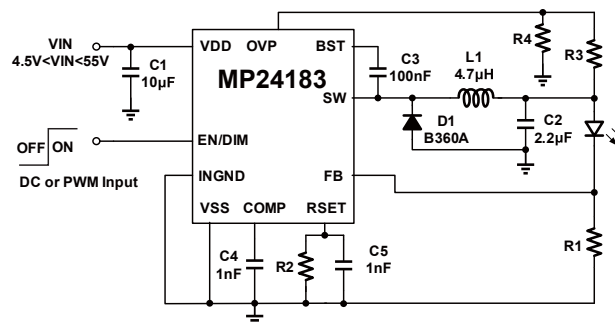 VIN
4.5V<VIN<55V
C1
10µF
VDD
OVP
BST
MP24183
SW
C3
100nF
L1
4.7µH
R4
R3
D1
B360A
C2
2.2µF
OFF
ON
DC or PWM Input
EN/DIM
INGND
FB
VSS
COMP
RSET
C4
1nF
R2
C5
1nF
R1